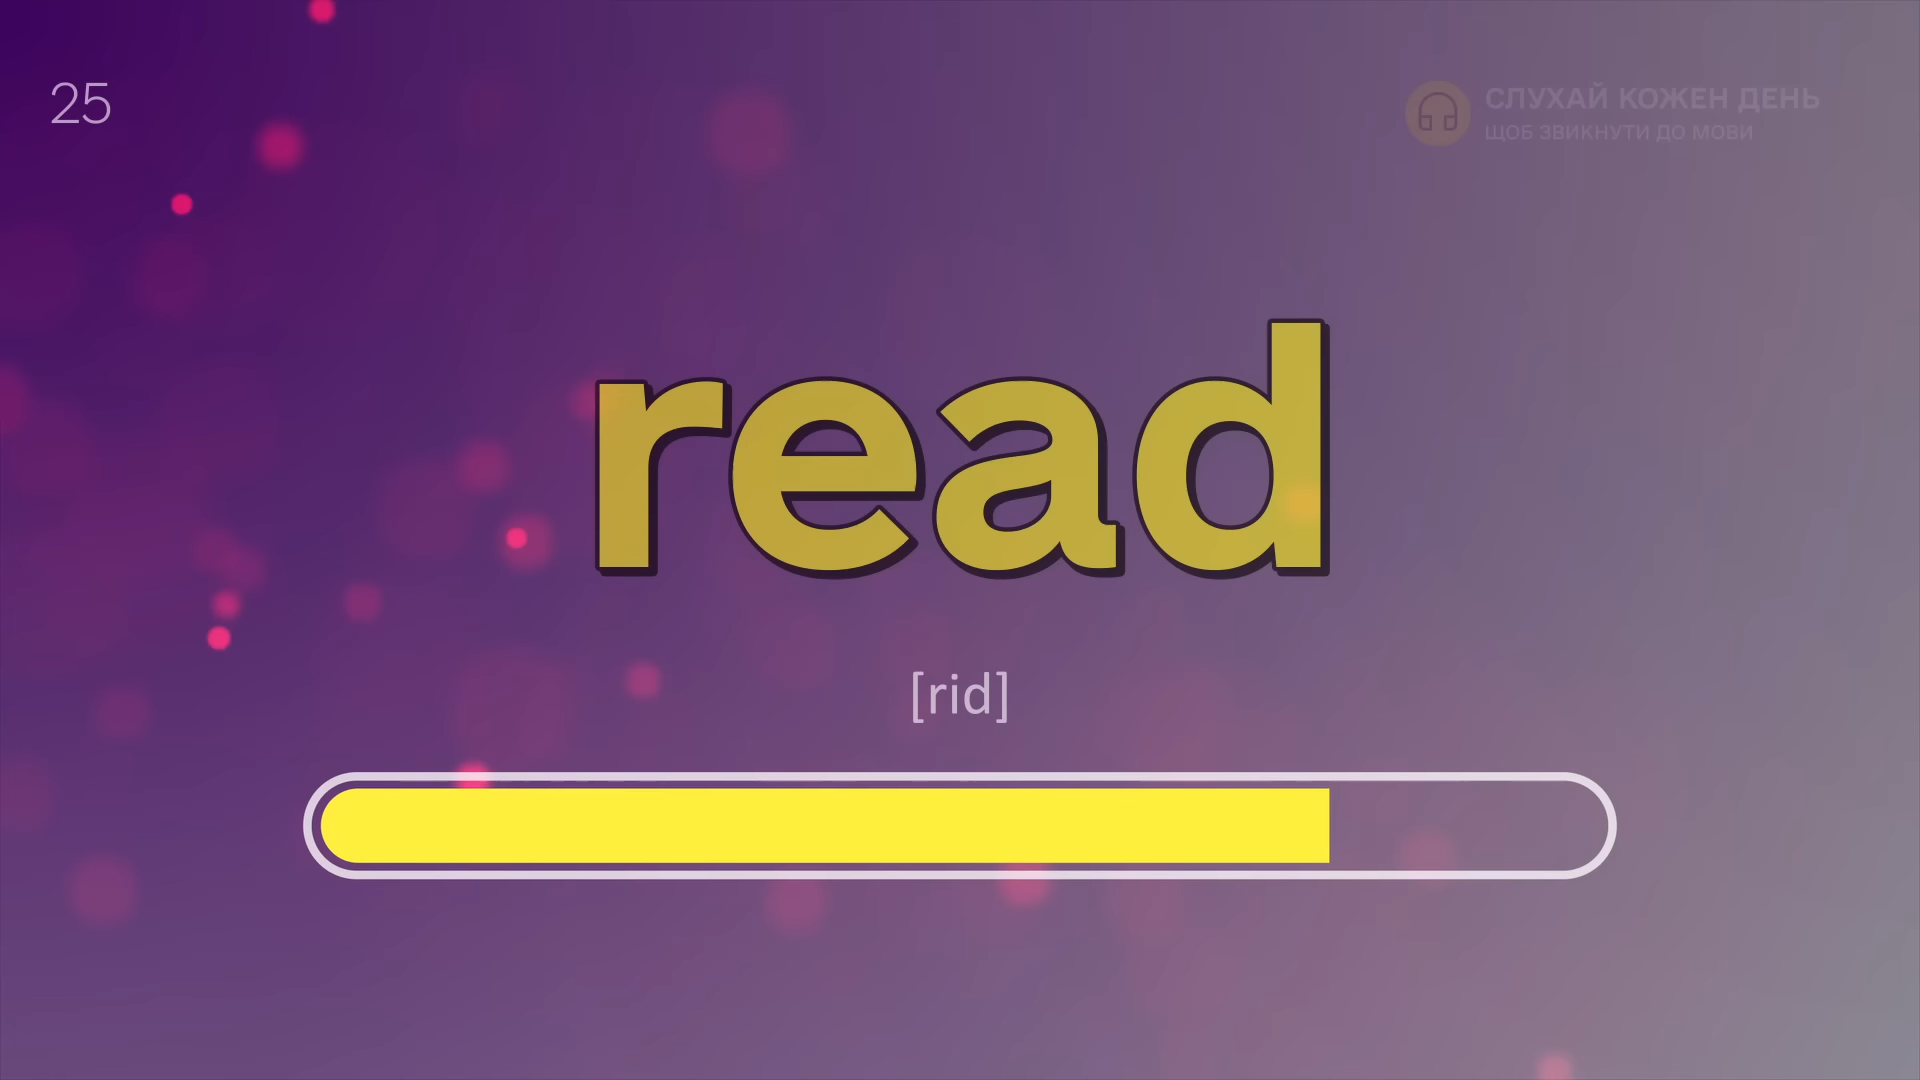 25
СЛУХАЙ КОЖЕН ДЕНЬ
ЩОБ ЗВИКНУТИ ДО МОВИ
read
[rid]